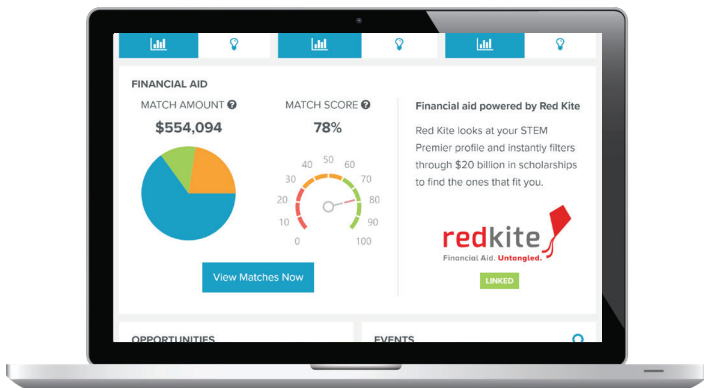 FINANCIAL AID
MATCH AMOUNT ?
$554,094
MATCH SCORE ?
78%
0
10
20
30
40
50
60
70
80
90
100
View Matches Now
Financial aid powered by Red Kite
Red Kite looks at your STEM
Premier profile and instantly filters
through $20 billion in scholarships
to find the ones that fit you.
redkite
Financial Aid. Untangled.
LINKED
OPPORTUNITIES
EVENTS